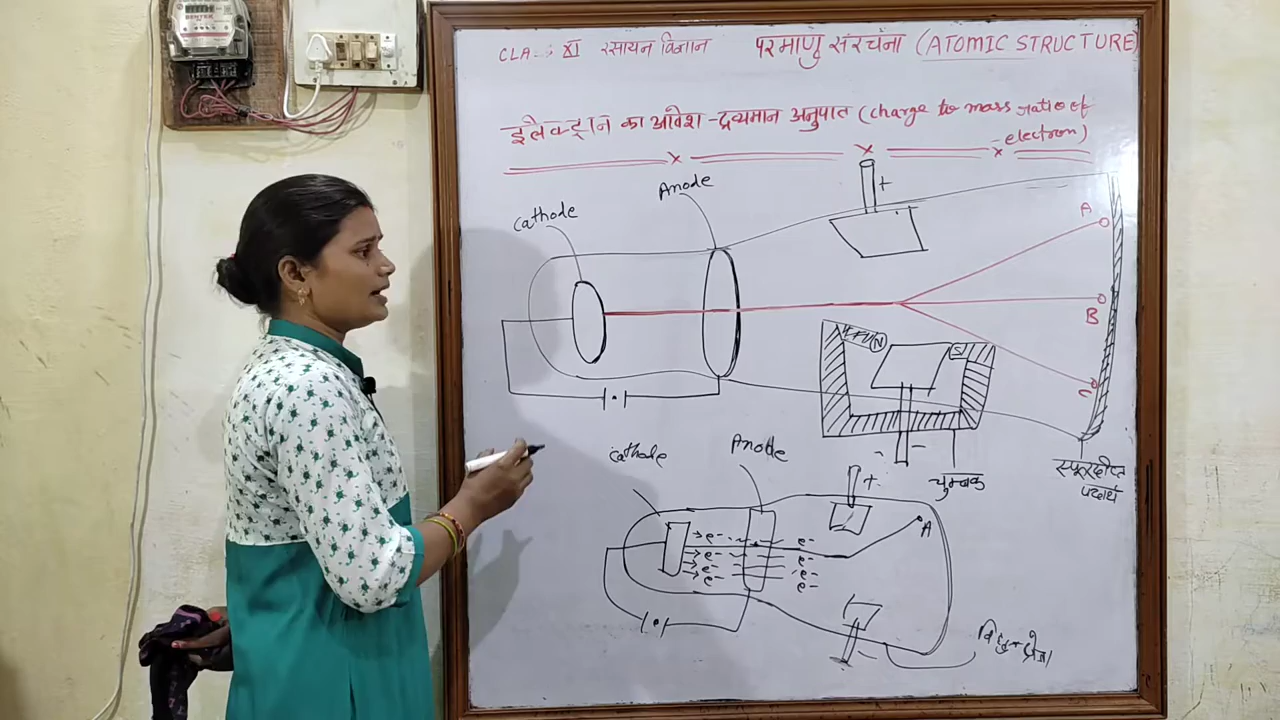 CLA : XI रसायन विज्ञान परमाणु संरचना (ATOMIC STRUCTURE)
इलेक्ट्रान का आवेश-द्रव्यमान अनुपात (charge to mass ratio of
electron)
Cathode
Anode
+
A
B
C
N
S
-
चुम्बक
स्फुरदीप्त
पदार्थ
cathode
Anode
+
A
e- e-
e- e-
e- e-
e- e-
-